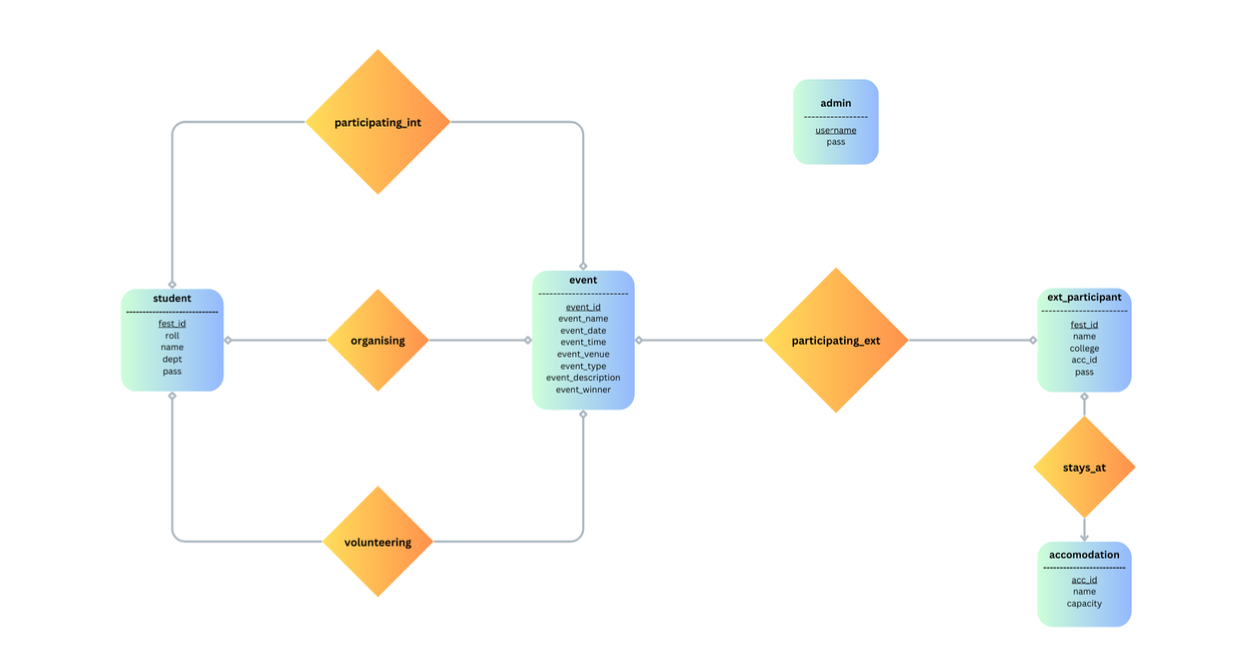 participating_int
admin
username
pass
student
fest_id
roll
name
dept
pass
organising
event
event_id
event_name
event_date
event_time
event_venue
event_type
event_description
event_winner
participating_ext
ext_participant
fest_id
name
college
acc_id
pass
stays_at
volunteering
accomodation
acc_id
name
capacity